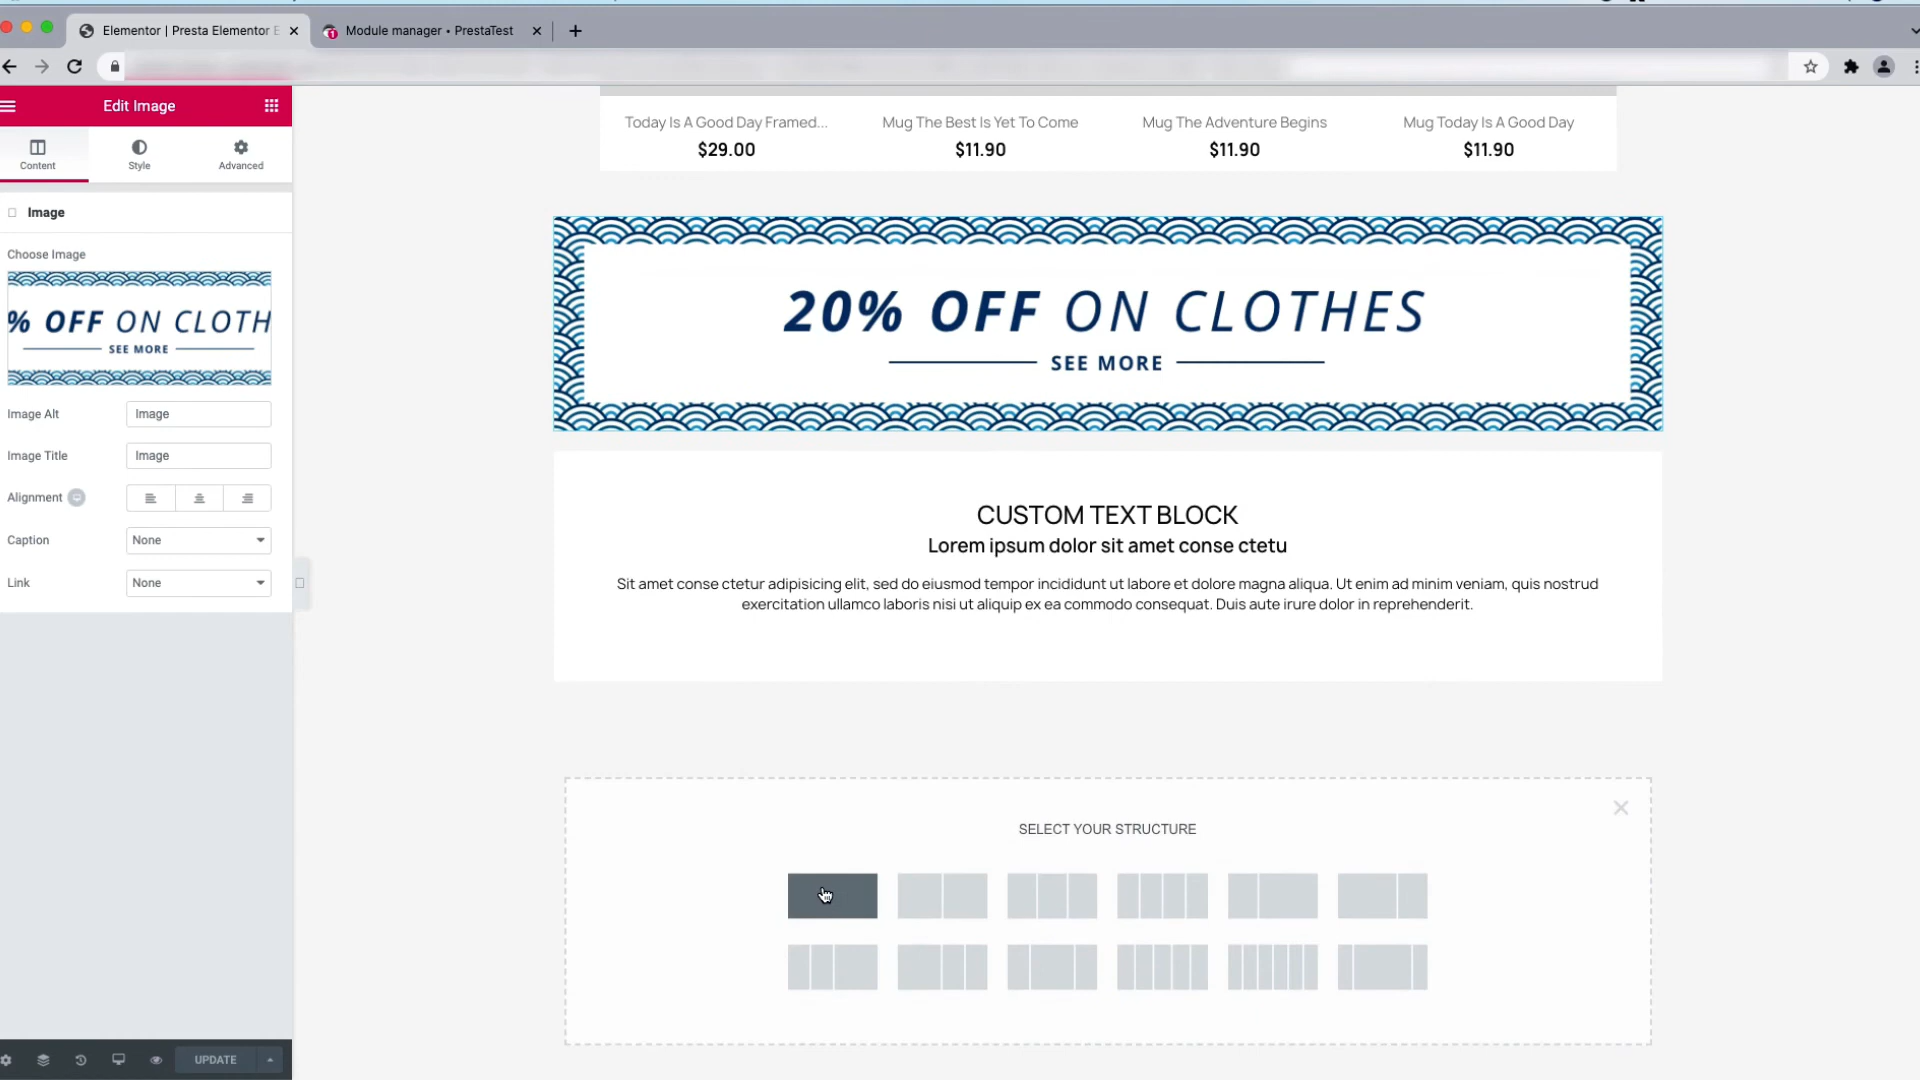 Elementor | Presta Elementor E
Module manager • PrestaTest
Edit Image
Content
Style
Advanced
Image
Choose Image
% OFF ON CLOTH
SEE MORE
Image Alt
Image
Image Title
Image
Alignment
Caption
None
Link
None
UPDATE
Today Is A Good Day Framed...
$29.00
Mug The Best Is Yet To Come
$11.90
Mug The Adventure Begins
$11.90
Mug Today Is A Good Day
$11.90
20% OFF ON CLOTHES
SEE MORE
CUSTOM TEXT BLOCK
Lorem ipsum dolor sit amet conse ctetu
Sit amet conse ctetur adipisicing elit, sed do eiusmod tempor incididunt ut labore et dolore magna aliqua. Ut enim ad minim veniam, quis nostrud
exercitation ullamco laboris nisi ut aliquip ex ea commodo consequat. Duis aute irure dolor in reprehenderit.
SELECT YOUR STRUCTURE